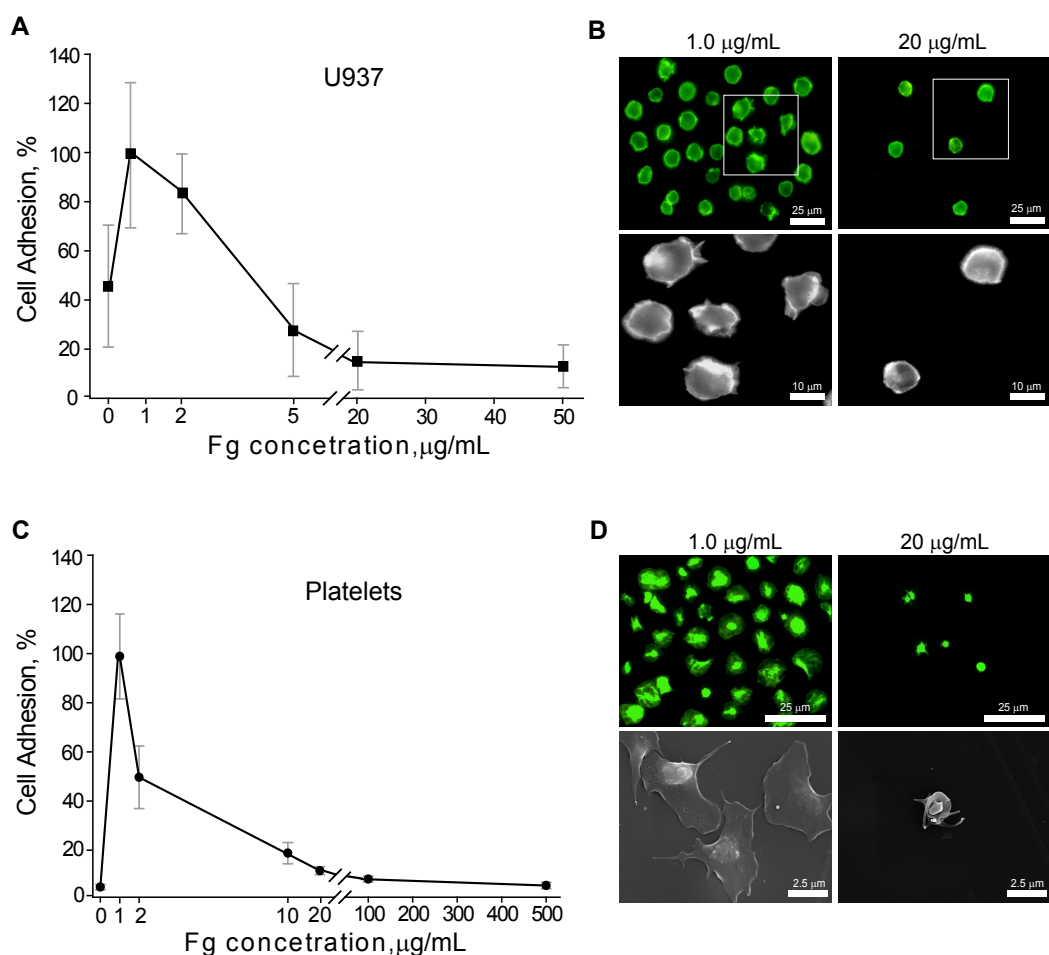 A
140
120
100
80
60
40
20
0
Cell Adhesion, %
U937
0 1 2 5 20 30 40 50
Fg concetration,μg/mL
B
1.0 μg/mL 20 μg/mL
25 μm 25 μm
10 μm 10 μm
C
140
120
100
80
60
40
20
0
Cell Adhesion, %
Platelets
0 1 2 10 20 100 200 300 400 500
Fg concetration,μg/mL
D
1.0 μg/mL 20 μg/mL
25 μm 25 μm
2.5 μm 2.5 μm